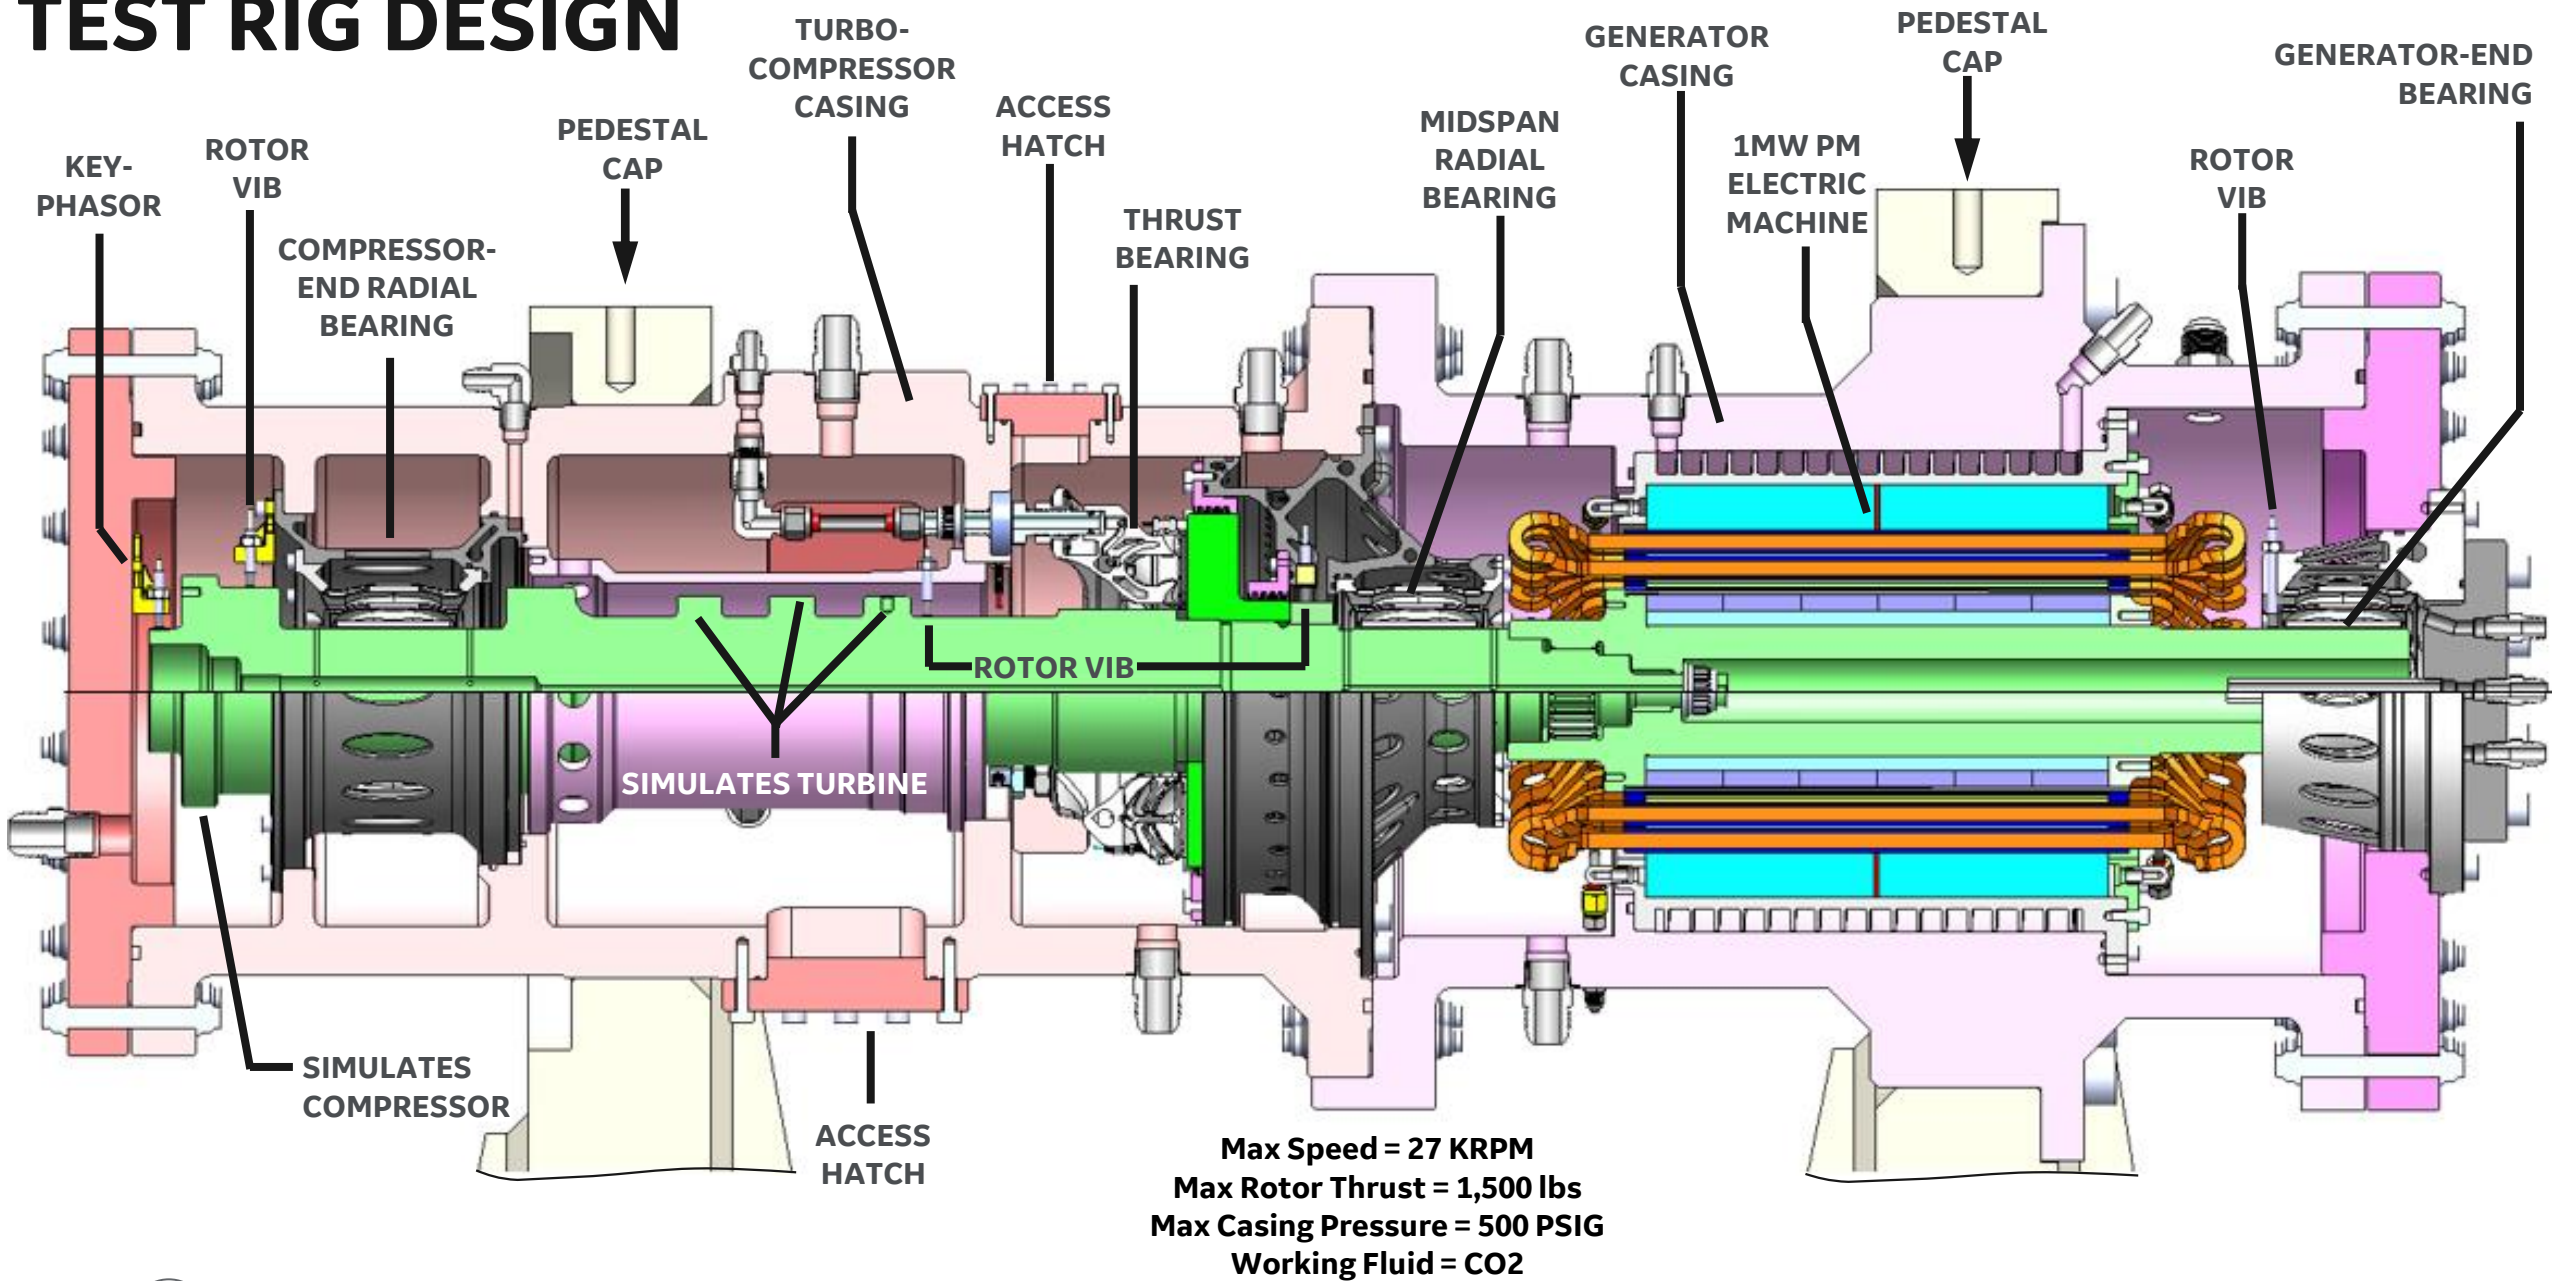 TEST RIG DESIGN
KEY-
PHASOR
ROTOR
VIB
COMPRESSOR-
END RADIAL
BEARING
PEDESTAL
CAP
TURBO-
COMPRESSOR
CASING
ACCESS
HATCH
THRUST
BEARING
MIDSPAN
RADIAL
BEARING
GENERATOR
CASING
1MW PM
ELECTRIC
MACHINE
PEDESTAL
CAP
ROTOR
VIB
GENERATOR-END
BEARING
ROTOR VIB
SIMULATES TURBINE
SIMULATES
COMPRESSOR
ACCESS
HATCH
Max Speed = 27 KRPM
Max Rotor Thrust = 1,500 lbs
Max Casing Pressure = 500 PSIG
Working Fluid = CO2